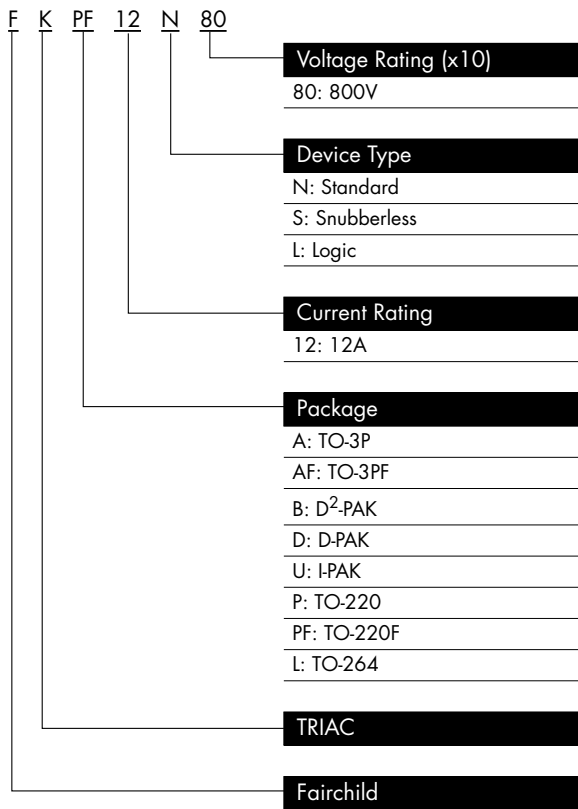 F K PF 12 N 80
Voltage Rating (x10)
80: 800V
Device Type
N: Standard
S: Snubberless
L: Logic
Current Rating
12: 12A
Package
A: TO-3P
AF: TO-3PF
B: D²-PAK
D: D-PAK
U: I-PAK
P: TO-220
PF: TO-220F
L: TO-264
TRIAC
Fairchild